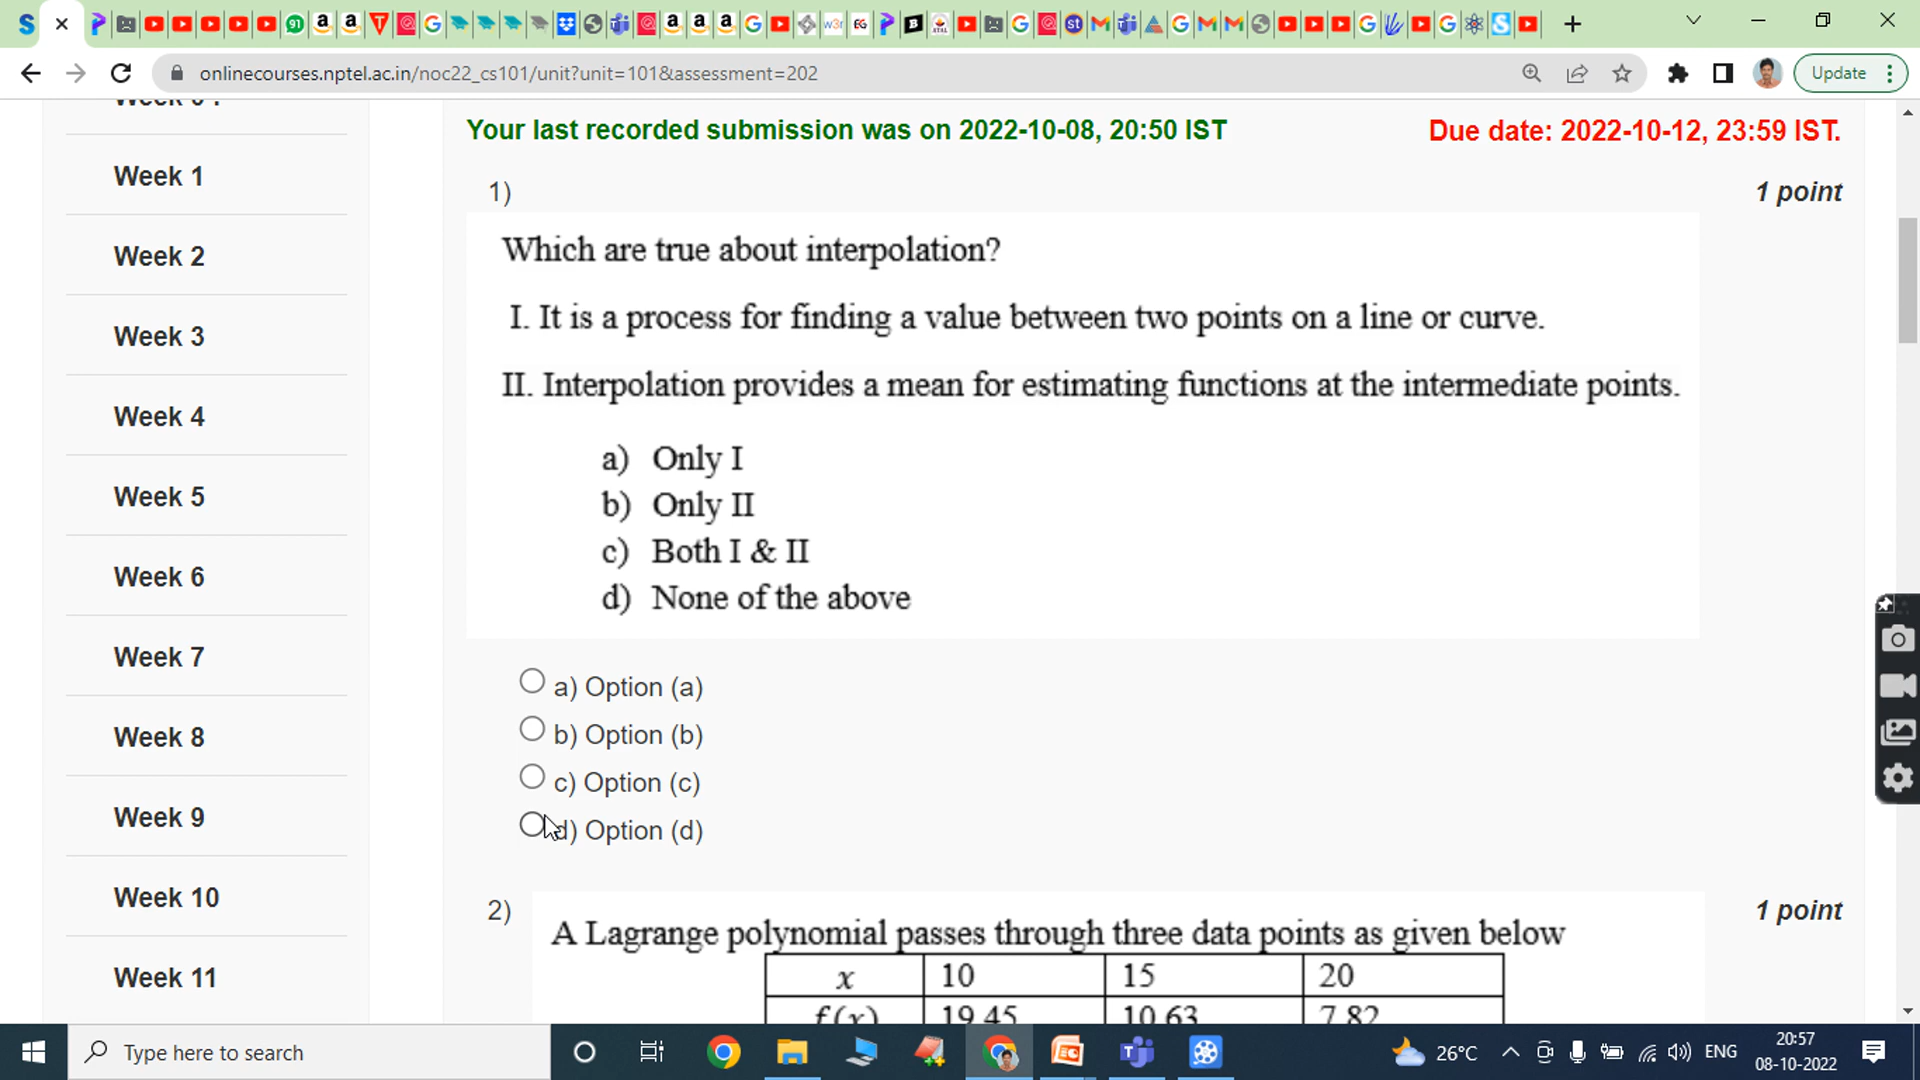 onlinecourses.nptel.ac.in/noc22_cs101/unit?unit=101&assessment=202
Update
Week 1
Week 2
Week 3
Week 4
Week 5
Week 6
Week 7
Week 8
Week 9
Week 10
Week 11
Your last recorded submission was on 2022-10-08, 20:50 IST
Due date: 2022-10-12, 23:59 IST.
1)
1 point
Which are true about interpolation?
I. It is a process for finding a value between two points on a line or curve.
II. Interpolation provides a mean for estimating functions at the intermediate points.
a) Only I
b) Only II
c) Both I & II
d) None of the above
a) Option (a)
b) Option (b)
c) Option (c)
d) Option (d)
2)
1 point
A Lagrange polynomial passes through three data points as given below
x 10 15 20
f(x) 19.45 10.63 7.82
Type here to search
26°C
ENG
20:57
08-10-2022